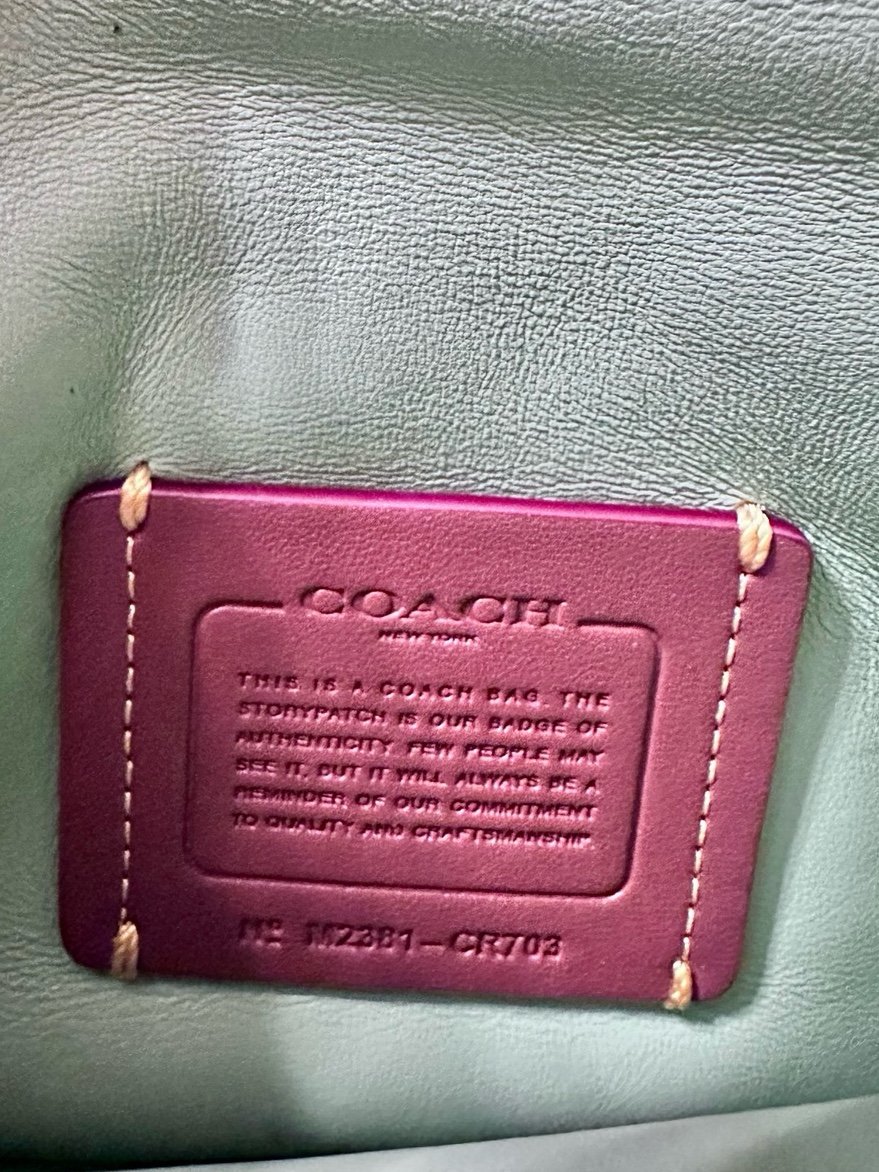 COACH
NEW YORK
THIS IS A COACH BAG. THE
STORYPATCH IS OUR BADGE OF
AUTHENTICITY. FEW PEOPLE MAY
SEE IT, BUT IT WILL ALWAYS BE A
REMINDER OF OUR COMMITMENT
TO QUALITY AND CRAFTSMANSHIP.
Nº M2381-CR703